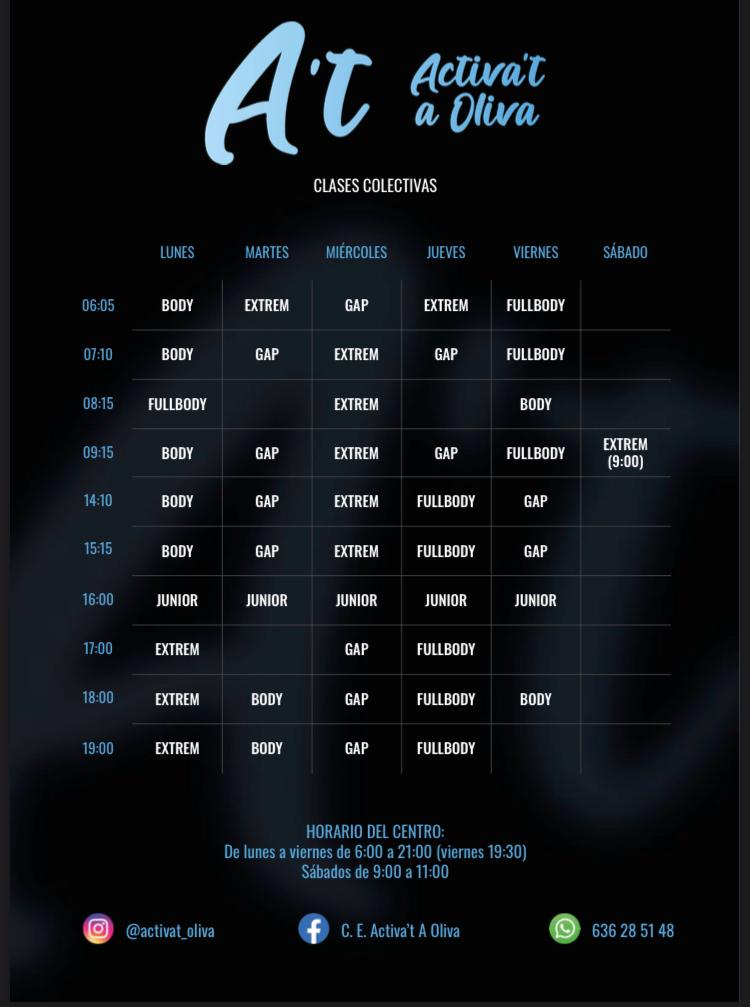 A't
Activa't
a Oliva
CLASES COLECTIVAS
LUNES MARTES MIÉRCOLES JUEVES VIERNES SÁBADO
06:05 BODY EXTREM GAP EXTREM FULLBODY
07:10 BODY GAP EXTREM GAP FULLBODY
08:15 FULLBODY EXTREM BODY
09:15 BODY GAP EXTREM GAP FULLBODY EXTREM
(9:00)
14:10 BODY GAP EXTREM FULLBODY GAP
15:15 BODY GAP EXTREM FULLBODY GAP
16:00 JUNIOR JUNIOR JUNIOR JUNIOR JUNIOR
17:00 EXTREM GAP FULLBODY
18:00 EXTREM BODY GAP FULLBODY BODY
19:00 EXTREM BODY GAP FULLBODY
HORARIO DEL CENTRO:
De lunes a viernes de 6:00 a 21:00 (viernes 19:30)
Sábados de 9:00 a 11:00
@activat_oliva C. E. Activa't A Oliva 636 28 51 48